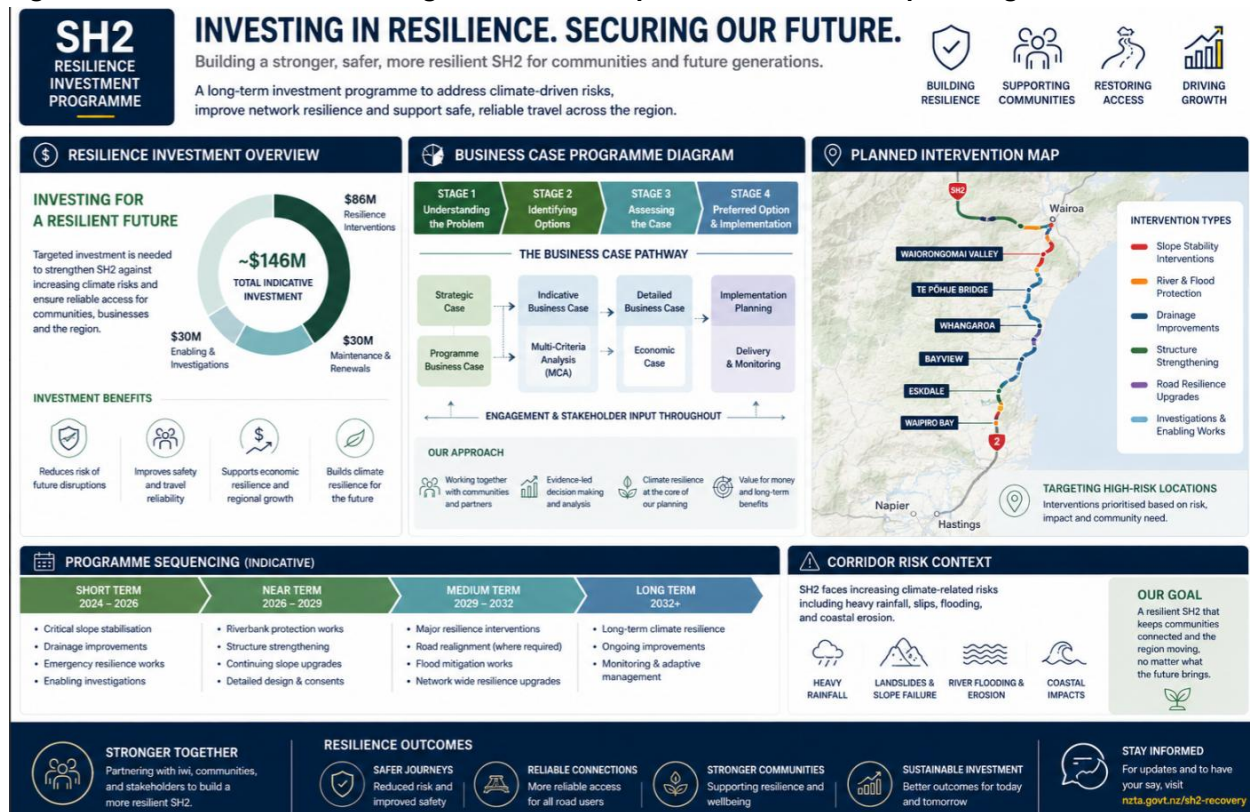 SH2
RESILIENCE
INVESTMENT
PROGRAMME
INVESTING IN RESILIENCE. SECURING OUR FUTURE.
Building a stronger, safer, more resilient SH2 for communities and future generations.
A long-term investment programme to address climate-driven risks,
improve network resilience and support safe, reliable travel across the region.
BUILDING
RESILIENCE
SUPPORTING
COMMUNITIES
RESTORING
ACCESS
DRIVING
GROWTH
$ RESILIENCE INVESTMENT OVERVIEW
INVESTING FOR
A RESILIENT FUTURE
Targeted investment is needed
to strengthen SH2 against
increasing climate risks and
ensure reliable access for
communities, businesses
and the region.
~$146M
TOTAL INDICATIVE
INVESTMENT
$86M
Resilience
Interventions
$30M
Enabling &
Investigations
$30M
Maintenance &
Renewals
INVESTMENT BENEFITS
Reduces risk of
future disruptions
Improves safety
and travel
reliability
$
Supports economic
resilience and
regional growth
Builds climate
resilience for
the future
BUSINESS CASE PROGRAMME DIAGRAM
STAGE 1
Understanding
the Problem
STAGE 2
Identifying
Options
STAGE 3
Assessing
the Case
STAGE 4
Preferred Option
& Implementation
THE BUSINESS CASE PATHWAY
Strategic
Case
Indicative
Business Case
Detailed
Business Case
Implementation
Planning
Programme
Business Case
Multi-Criteria
Analysis
(MCA)
Economic
Case
Delivery
& Monitoring
ENGAGEMENT & STAKEHOLDER INPUT THROUGHOUT
OUR APPROACH
Working together
with communities
and partners
Evidence-led
decision making
and analysis
Climate resilience
at the core of
our planning
Value for money
and long-term
benefits
PLANNED INTERVENTION MAP
SH2
Wairoa
WAIORONGOMAI VALLEY
TE PŌHUE BRIDGE
WHANGAROA
BAYVIEW
ESKDALE
WAIPIRO BAY
2
Napier
Hastings
INTERVENTION TYPES
Slope Stability
Interventions
River & Flood
Protection
Drainage
Improvements
Structure
Strengthening
Road Resilience
Upgrades
Investigations &
Enabling Works
TARGETING HIGH-RISK LOCATIONS
Interventions prioritised based on risk,
impact and community need.
PROGRAMME SEQUENCING (INDICATIVE)
SHORT TERM
2024 – 2026
• Critical slope stabilisation
• Drainage improvements
• Emergency resilience works
• Enabling investigations
NEAR TERM
2026 – 2029
• Riverbank protection works
• Structure strengthening
• Continuing slope upgrades
• Detailed design & consents
MEDIUM TERM
2029 – 2032
• Major resilience interventions
• Road realignment (where required)
• Flood mitigation works
• Network wide resilience upgrades
LONG TERM
2032+
• Long-term climate resilience
• Ongoing improvements
• Monitoring & adaptive
management
CORRIDOR RISK CONTEXT
SH2 faces increasing climate-related risks
including heavy rainfall, slips, flooding,
and coastal erosion.
HEAVY
RAINFALL
LANDSLIDES &
SLOPE FAILURE
RIVER FLOODING &
EROSION
COASTAL
IMPACTS
OUR GOAL
A resilient SH2 that
keeps communities
connected and the
region moving,
no matter what
the future brings.
STRONGER TOGETHER
Partnering with iwi, communities,
and stakeholders to build a
more resilient SH2.
RESILIENCE OUTCOMES
SAFER JOURNEYS
Reduced risk and
improved safety
RELIABLE CONNECTIONS
More reliable access
for all road users
STRONGER COMMUNITIES
Supporting resilience and
wellbeing
SUSTAINABLE INVESTMENT
Better outcomes for today
and tomorrow
STAY INFORMED
For updates and to have
your say, visit
nzta.govt.nz/sh2-recovery